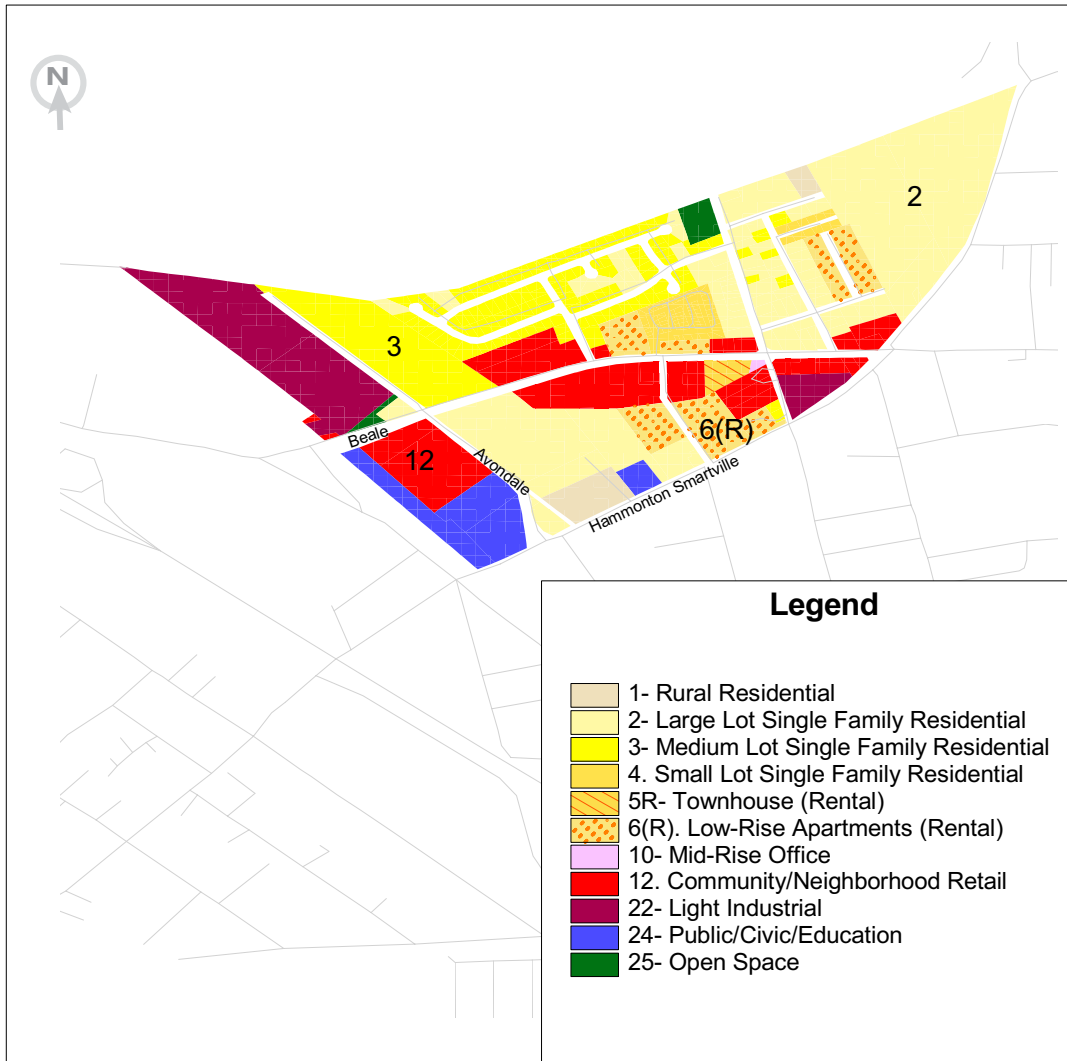 N
2
3
6(R)
Beale
12
Avondale
Hammonton Smartville
Legend
1- Rural Residential
2- Large Lot Single Family Residential
3- Medium Lot Single Family Residential
4. Small Lot Single Family Residential
5R- Townhouse (Rental)
6(R). Low-Rise Apartments (Rental)
10- Mid-Rise Office
12. Community/Neighborhood Retail
22- Light Industrial
24- Public/Civic/Education
25- Open Space